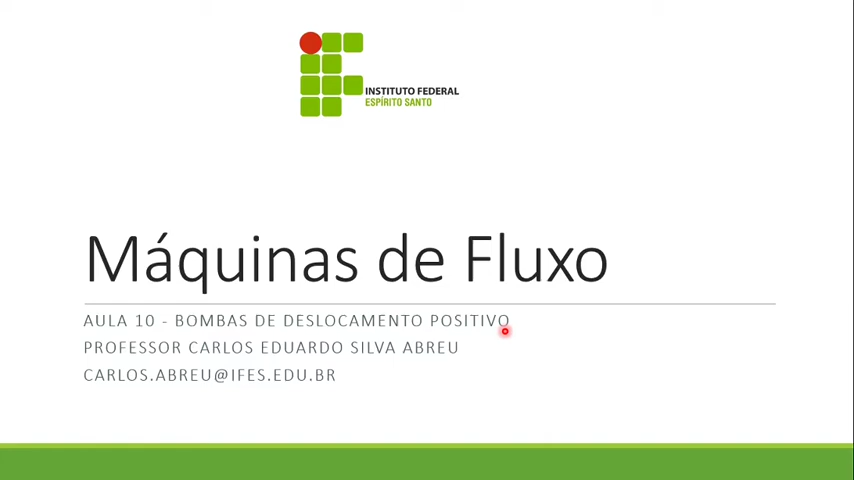 INSTITUTO FEDERAL
ESPÍRITO SANTO
Máquinas de Fluxo
AULA 10 - BOMBAS DE DESLOCAMENTO POSITIVO
PROFESSOR CARLOS EDUARDO SILVA ABREU
CARLOS.ABREU@IFES.EDU.BR